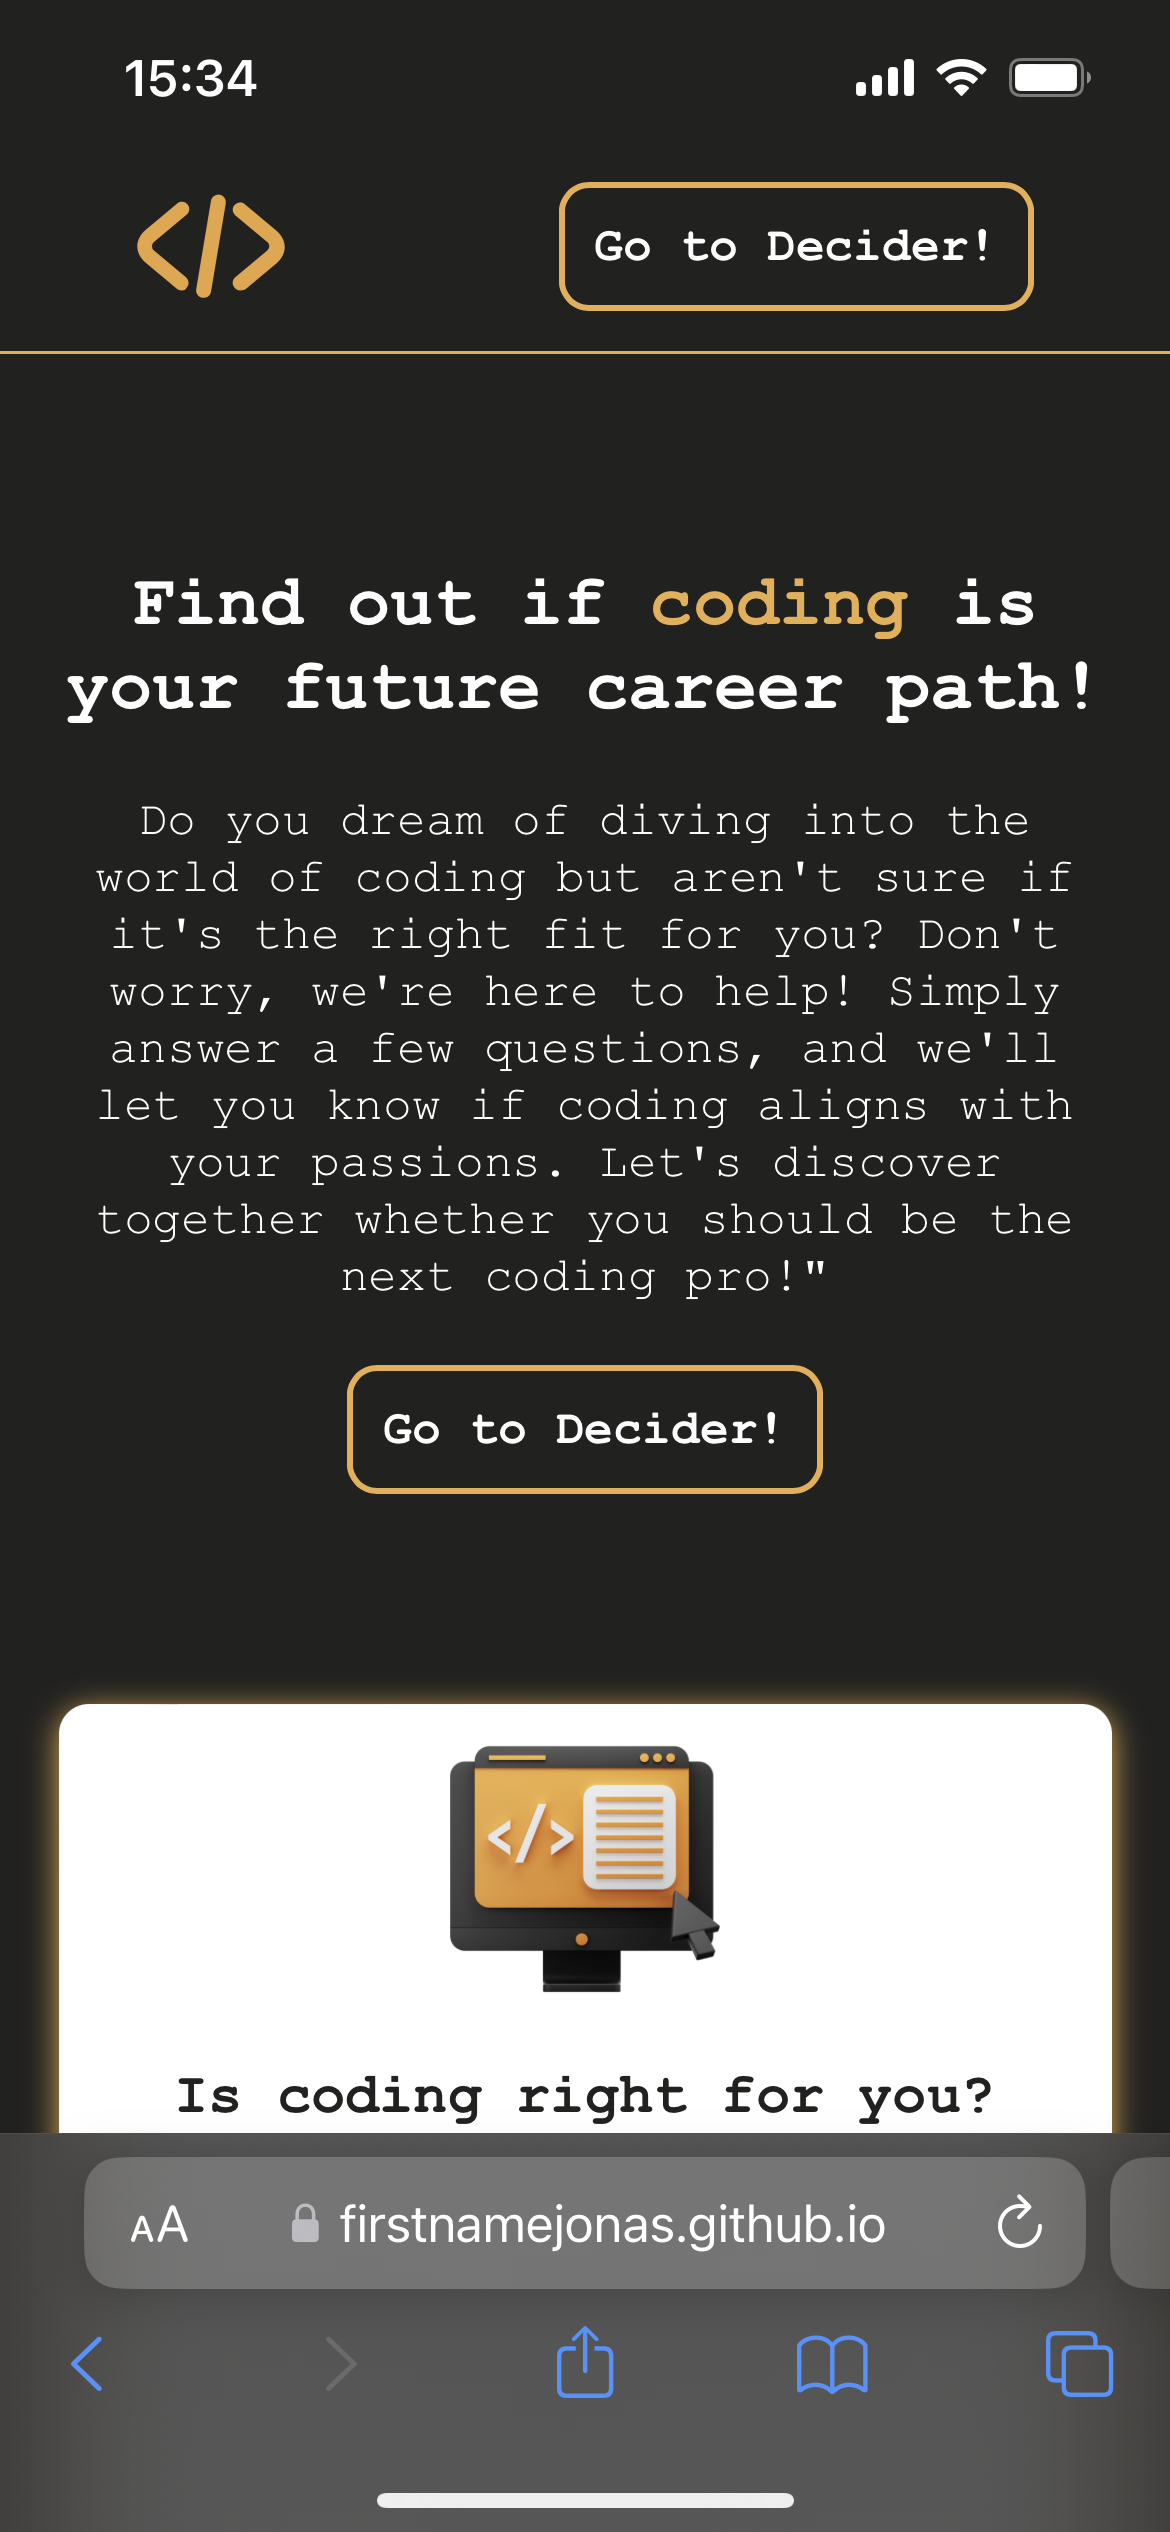 15:34
</>
Go to Decider!
Find out if coding is
your future career path!
Do you dream of diving into the
world of coding but aren't sure if
it's the right fit for you? Don't
worry, we're here to help! Simply
answer a few questions, and we'll
let you know if coding aligns with
your passions. Let's discover
together whether you should be the
next coding pro!"
Go to Decider!
</>
Is coding right for you?
AA firstnamejonas.github.io